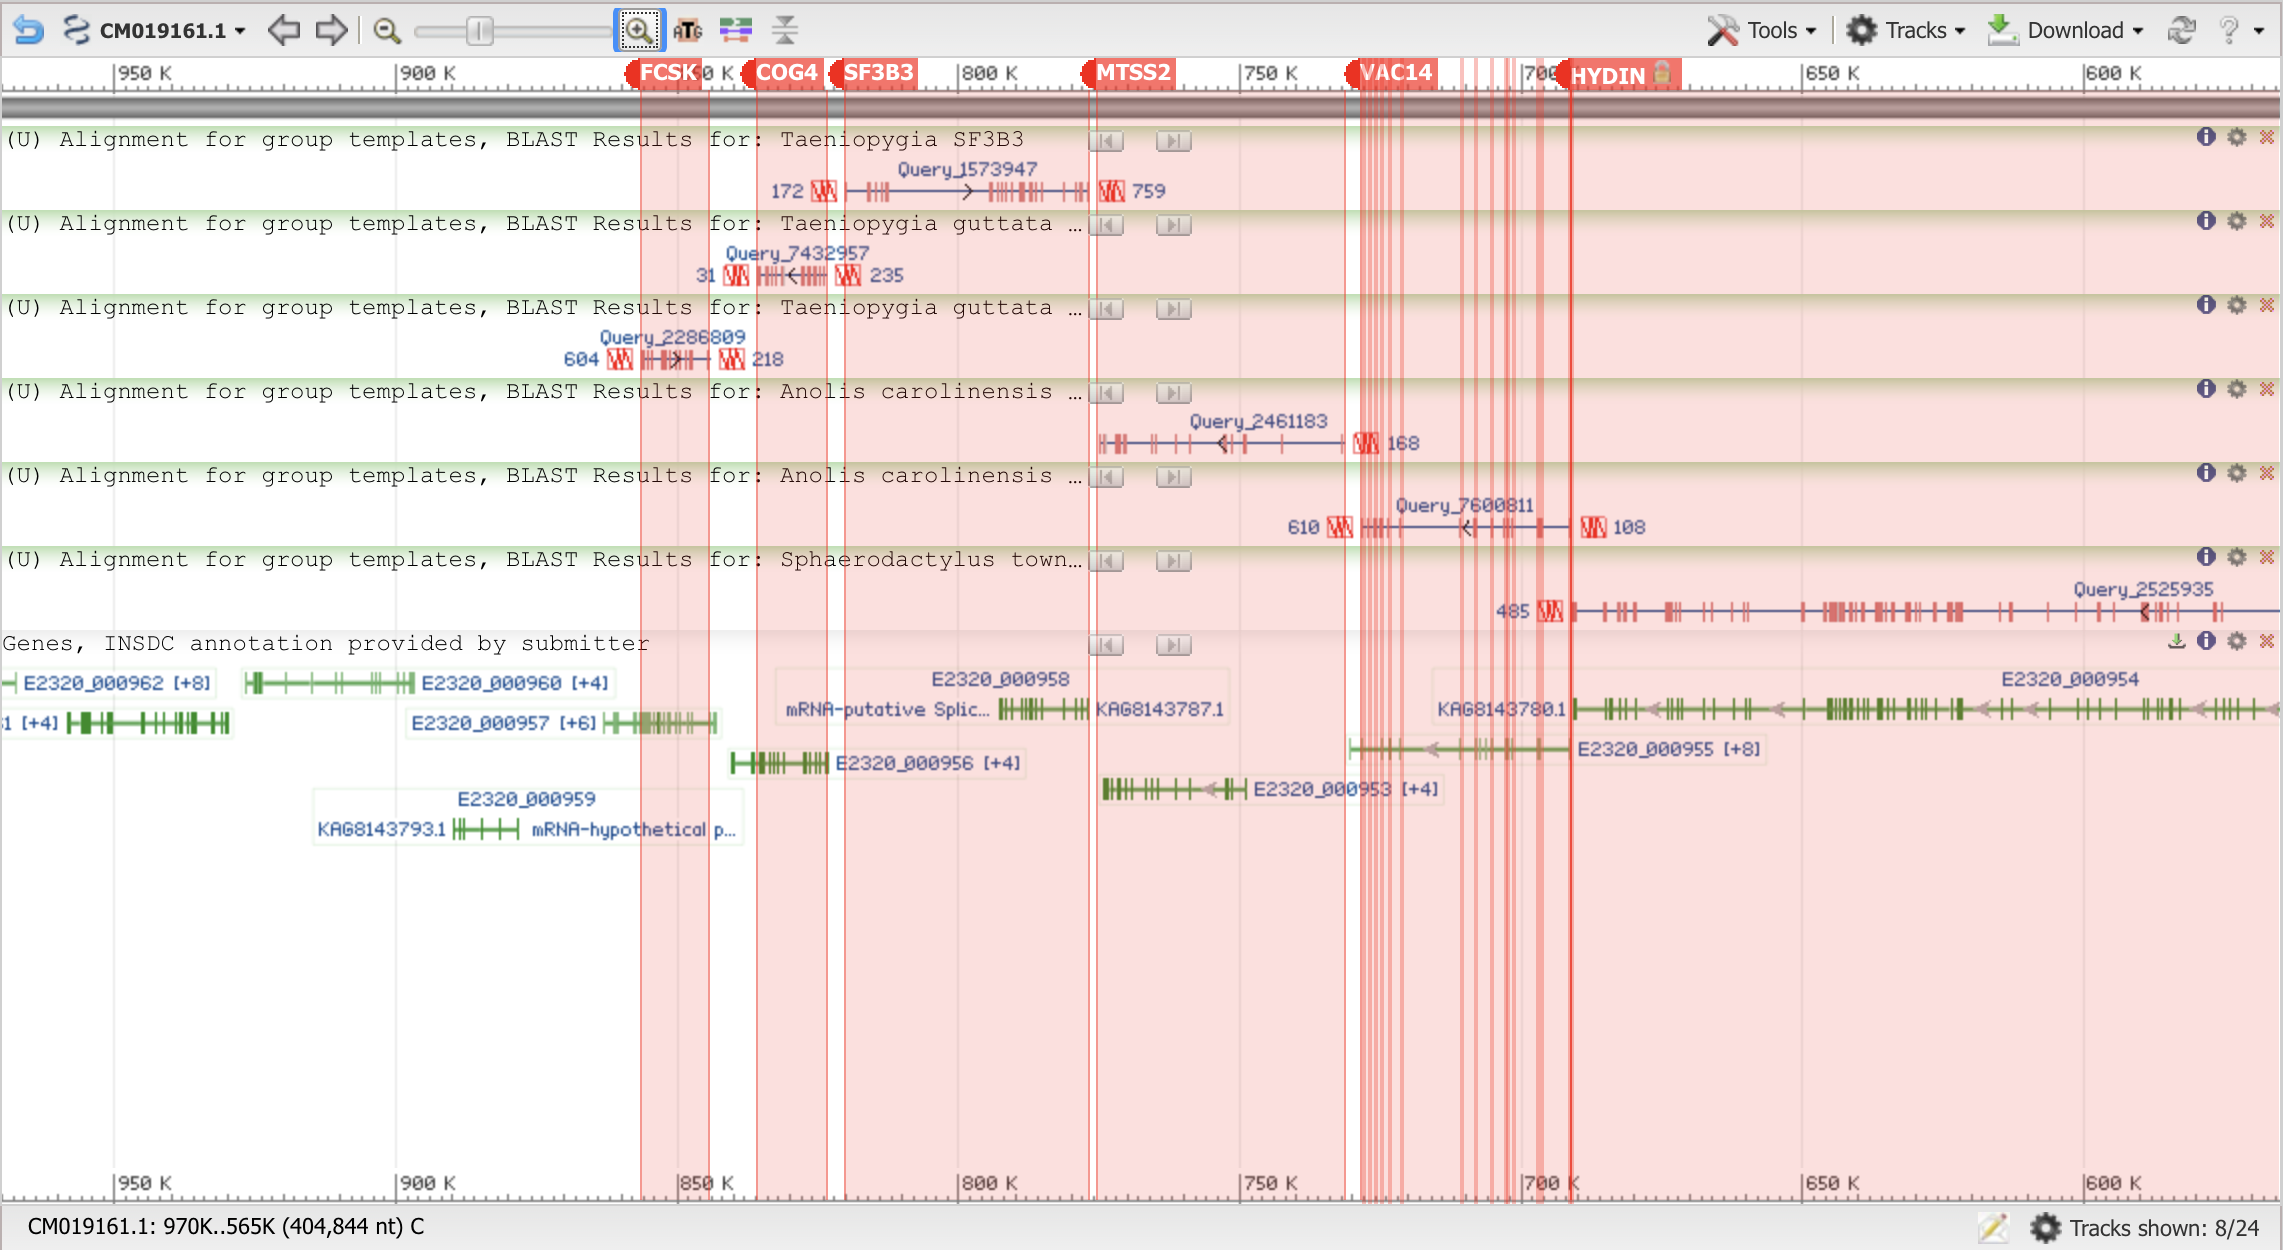 CM019161.1 Tools Tracks Download ?
950 K 900 K FCSK 0 K COG4 SF3B3 800 K MTSS2 750 K VAC14 700 HYDIN 650 K 600 K
(U) Alignment for group templates, BLAST Results for: Taeniopygia SF3B3
Query_1573947
172 759
(U) Alignment for group templates, BLAST Results for: Taeniopygia guttata ...
Query_7432957
31 235
(U) Alignment for group templates, BLAST Results for: Taeniopygia guttata ...
Query_2286809
604 218
(U) Alignment for group templates, BLAST Results for: Anolis carolinensis ...
Query_2461183
168
(U) Alignment for group templates, BLAST Results for: Anolis carolinensis ...
Query_7600811
610 108
(U) Alignment for group templates, BLAST Results for: Sphaerodactylus town...
Query_2525935
485
Genes, INSDC annotation provided by submitter
E2320_000962 [+8] E2320_000960 [+4] E2320_000958 E2320_000954
mRNA-putative Splic... KAG8143787.1 KAG8143780.1
1 [+4] E2320_000957 [+6]
E2320_000955 [+8]
E2320_000956 [+4]
E2320_000953 [+4]
E2320_000959
KAG8143793.1 mRNA-hypothetical p...
950 K 900 K 850 K 800 K 750 K 700 K 650 K 600 K
CM019161.1: 970K..565K (404,844 nt) C Tracks shown: 8/24